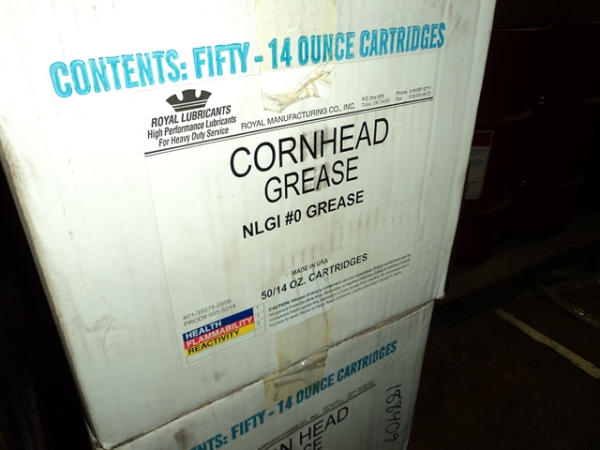 CONTENTS: FIFTY - 14 OUNCE CARTRIDGES
ROYAL LUBRICANTS
High Performance Lubricants
For Heavy Duty Service
ROYAL MANUFACTURING CO., INC.
CORNHEAD
GREASE
NLGI #0 GREASE
MADE IN USA
50/14 OZ. CARTRIDGES
HEALTH
FLAMMABILITY
REACTIVITY
FIFTY - 14 OUNCE CARTRIDGES
HEAD
188409